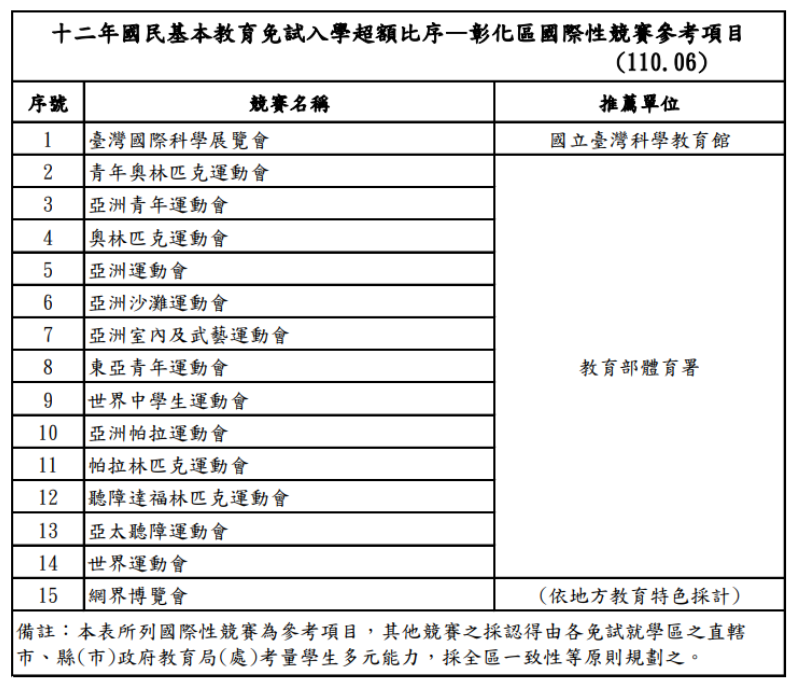 十二年國民基本教育免試入學超額比序—彰化區國際性競賽參考項目
(110.06)
序號 競賽名稱 推薦單位
1 臺灣國際科學展覽會 國立臺灣科學教育館
2 青年奧林匹克運動會
3 亞洲青年運動會
4 奧林匹克運動會
5 亞洲運動會
6 亞洲沙灘運動會
7 亞洲室內及武藝運動會
8 東亞青年運動會 教育部體育署
9 世界中學生運動會
10 亞洲帕拉運動會
11 帕拉林匹克運動會
12 聽障達福林匹克運動會
13 亞太聽障運動會
14 世界運動會
15 網界博覽會 (依地方教育特色採計)
備註：本表所列國際性競賽為參考項目，其他競賽之採認得由各免試就學區之直轄
市、縣(市)政府教育局(處)考量學生多元能力，採全區一致性等原則規劃之。